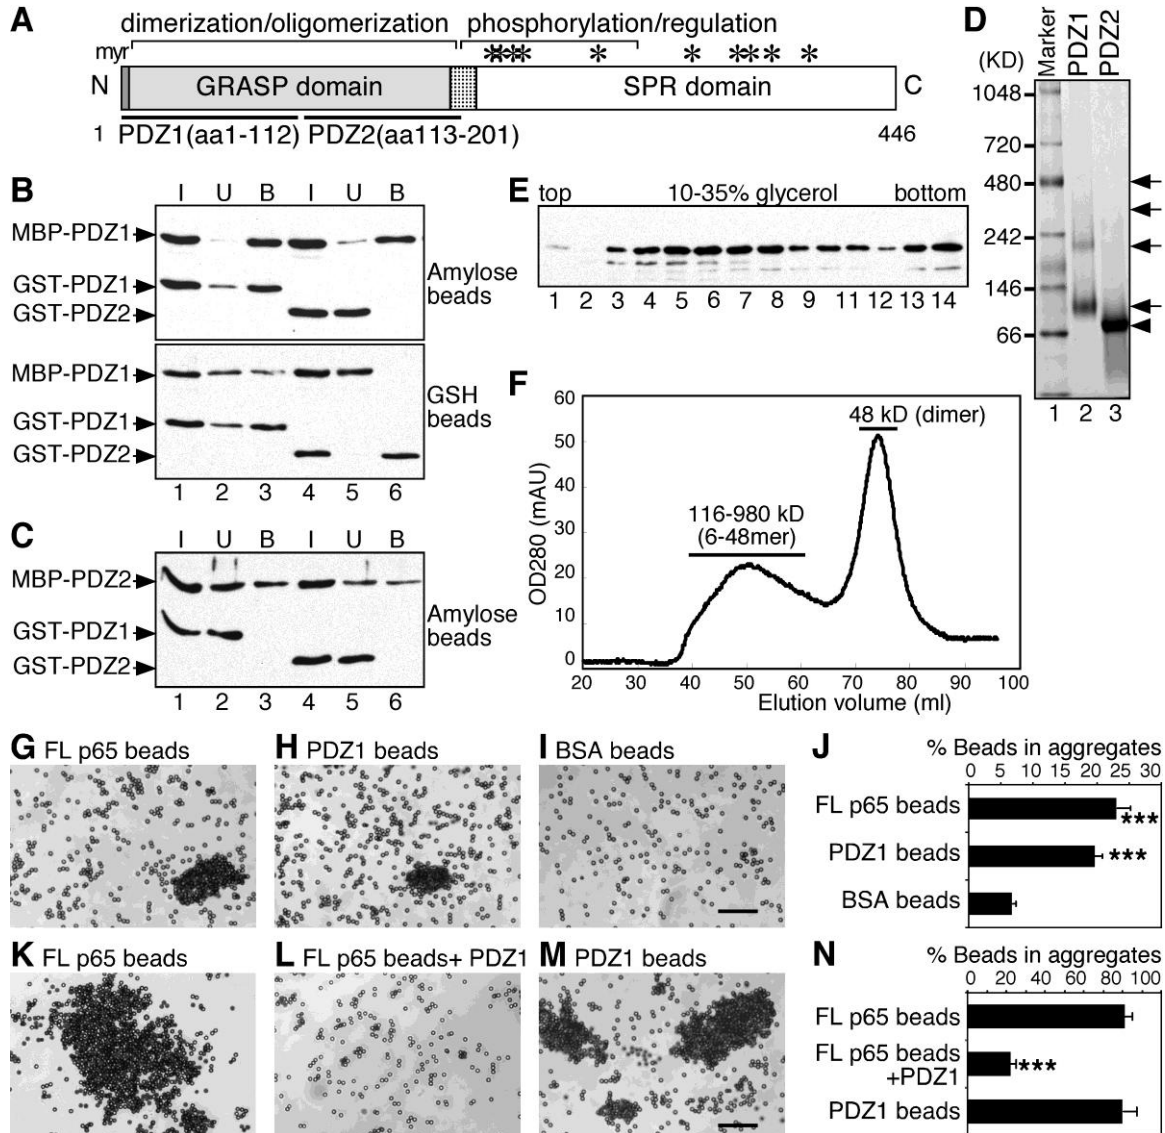 A
dimerization/oligomerization phosphorylation/regulation
myr * * * * * * * * * *
N GRASP domain SPR domain C
1 PDZ1(aa1-112) PDZ2(aa113-201) 446
B
I U B I U B
MBP-PDZ1
GST-PDZ1
GST-PDZ2
Amylose
beads
MBP-PDZ1
GST-PDZ1
GST-PDZ2
GSH
beads
1 2 3 4 5 6
C
I U B I U B
MBP-PDZ2
GST-PDZ1
GST-PDZ2
Amylose
beads
1 2 3 4 5 6
D
(KD) Marker PDZ1 PDZ2
1048
720
480
242
146
66
1 2 3
E
top 10-35% glycerol bottom
1 2 3 4 5 6 7 8 9 11 12 13 14
F
OD280 (mAU)
60
50
40
30
20
10
0
48 kD (dimer)
116-980 kD
(6-48mer)
20 30 40 50 60 70 80 90 100
Elution volume (ml)
G FL p65 beads
H PDZ1 beads
I BSA beads
J
% Beads in aggregates
0 5 10 15 20 25 30
FL p65 beads ***
PDZ1 beads ***
BSA beads
K FL p65 beads
L FL p65 beads+ PDZ1
M PDZ1 beads
N
% Beads in aggregates
0 20 40 60 80 100
FL p65 beads
FL p65 beads
+PDZ1 ***
PDZ1 beads